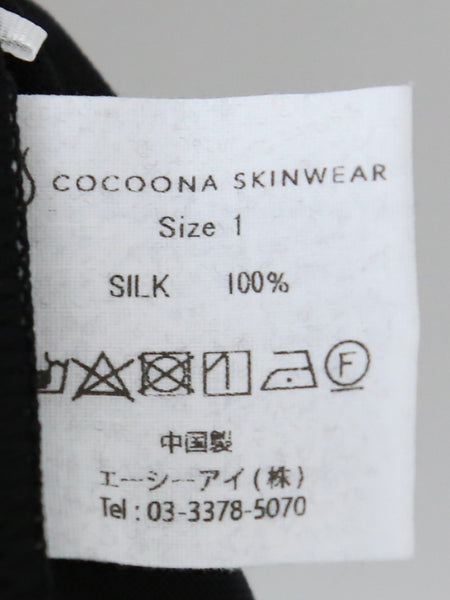 COCOONA SKINWEAR
Size 1
SILK 100%
F
中国製
エーシーアイ(株)
Tel : 03-3378-5070